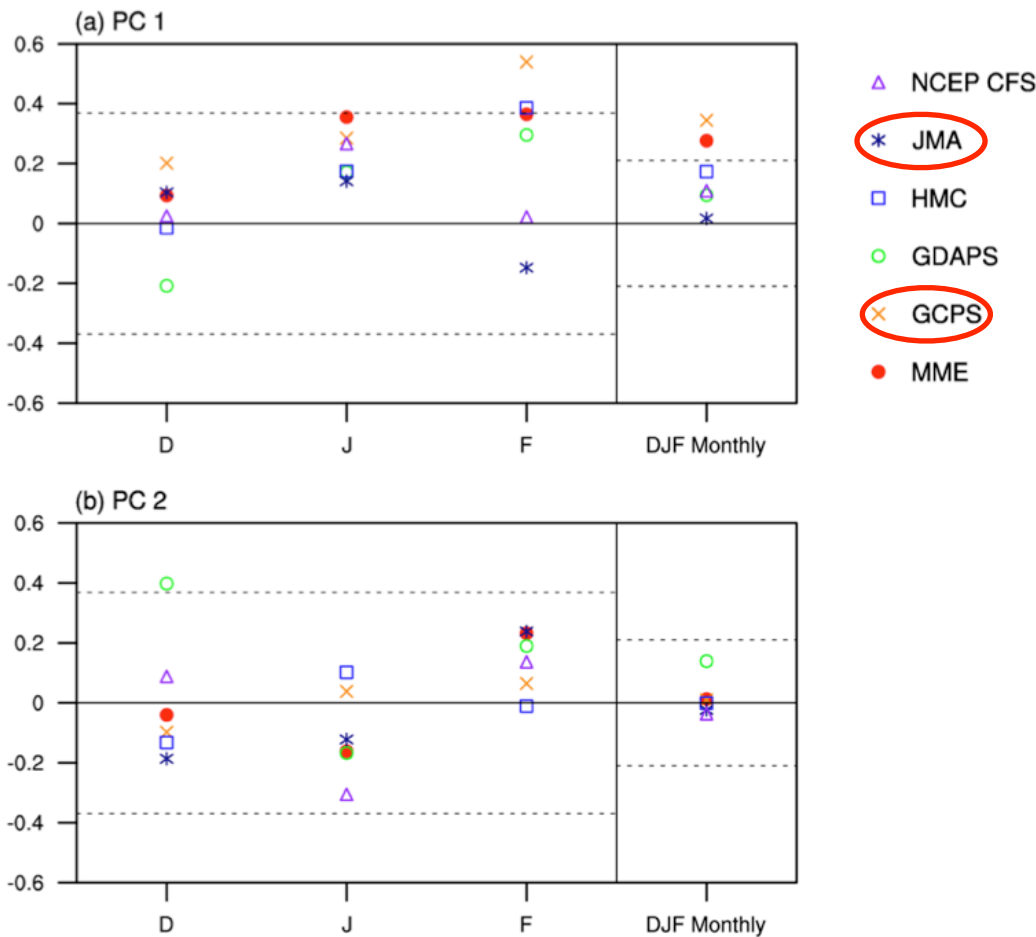 (a) PC 1
0.6
0.4
0.2
0
-0.2
-0.4
-0.6
D J F DJF Monthly
NCEP CFS
JMA
HMC
GDAPS
GCPS
MME
(b) PC 2
0.6
0.4
0.2
0
-0.2
-0.4
-0.6
D J F DJF Monthly